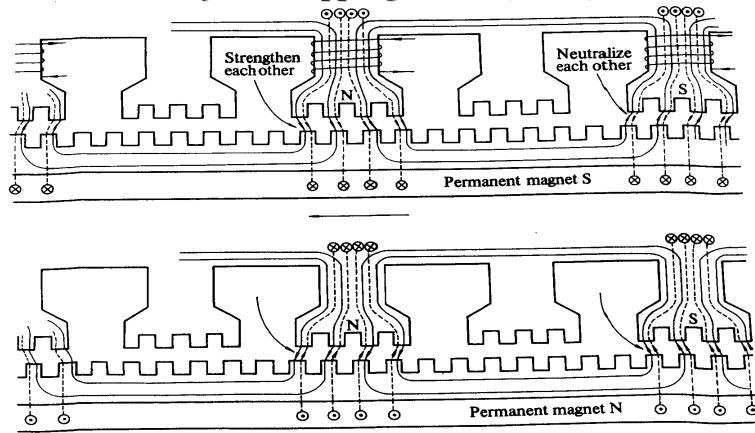 Strengthen
each other
Neutralize
each other
N
S
Permanent magnet S
N
S
Permanent magnet N